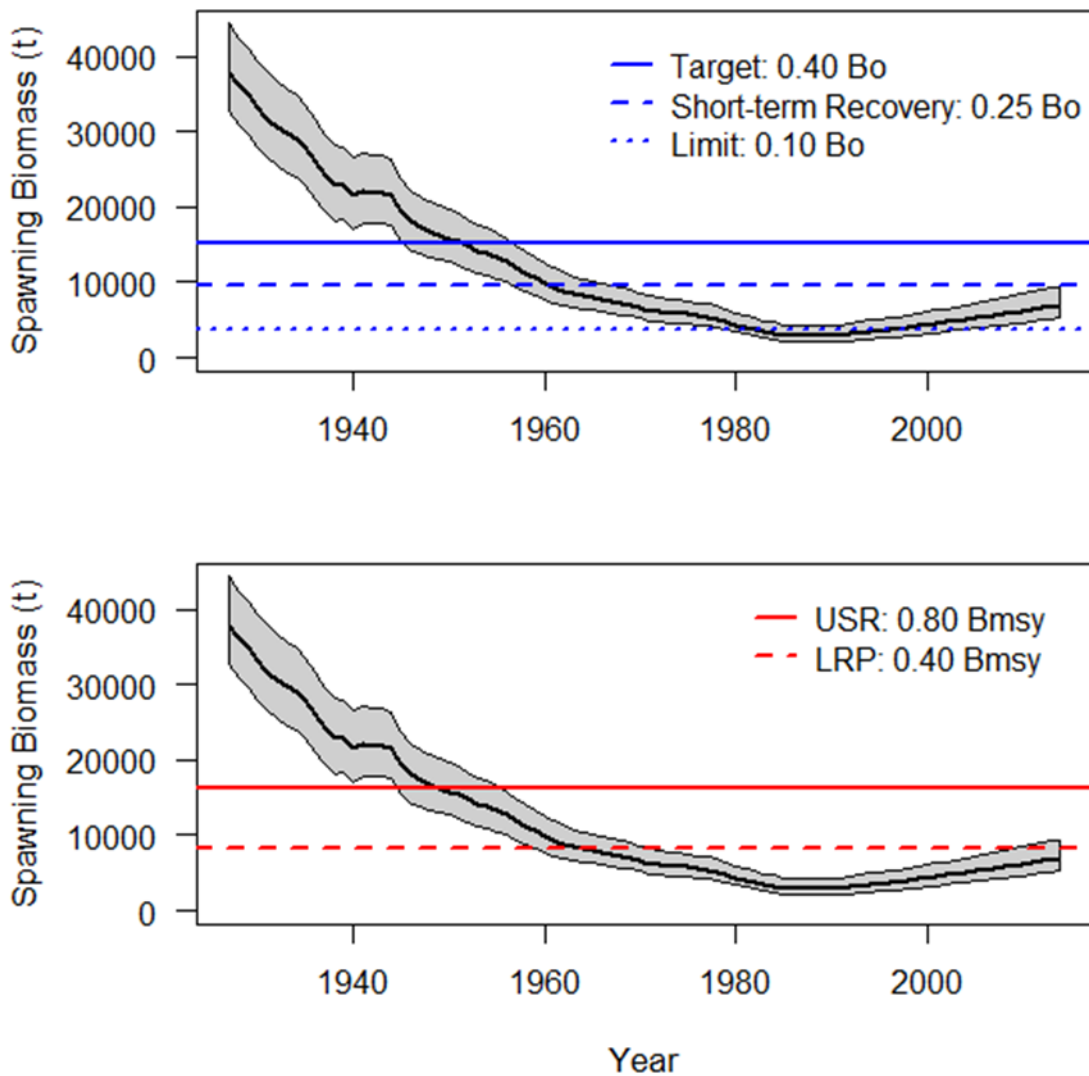 Spawning Biomass (t)
40000
30000
20000
10000
0
Target: 0.40 Bo
Short-term Recovery: 0.25 Bo
Limit: 0.10 Bo
1940 1960 1980 2000
Spawning Biomass (t)
40000
30000
20000
10000
0
USR: 0.80 Bmsy
LRP: 0.40 Bmsy
1940 1960 1980 2000
Year